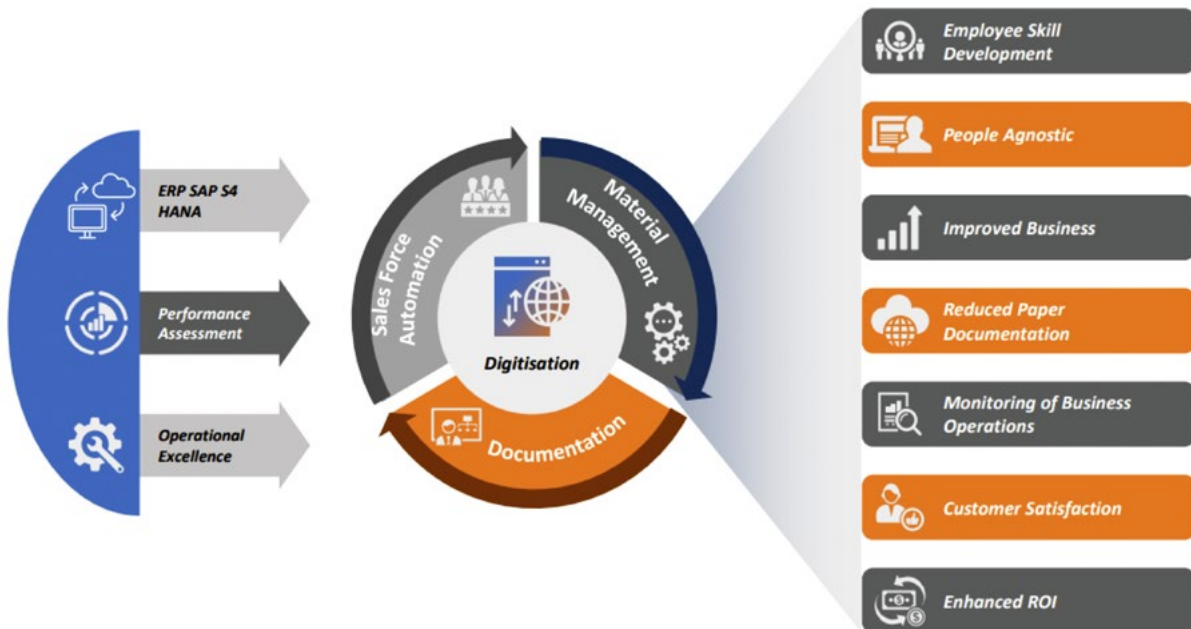 ERP SAP S4
HANA
Performance
Assessment
Operational
Excellence
Sales Force
Automation
Material
Management
Documentation
Digitisation
Employee Skill
Development
People Agnostic
Improved Business
Reduced Paper
Documentation
Monitoring of Business
Operations
Customer Satisfaction
Enhanced ROI